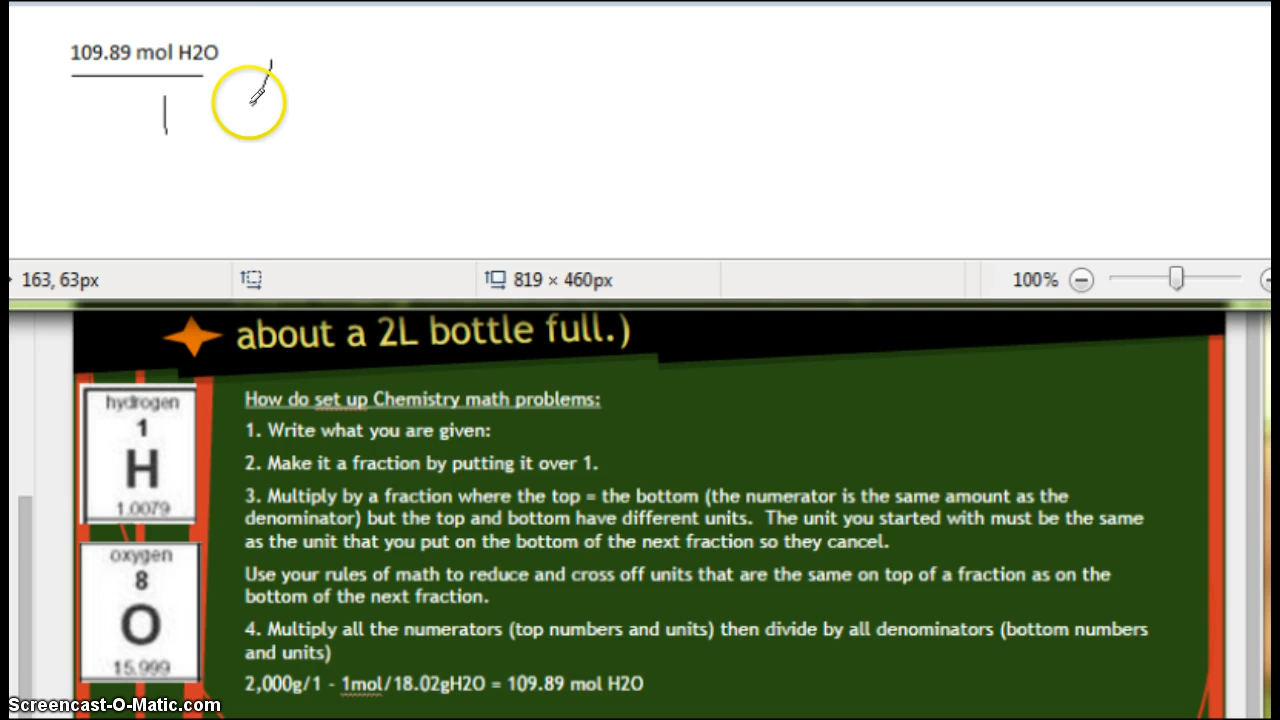 109.89 mol H2O
1
163, 63px
819 × 460px
100%
about a 2L bottle full.)
hydrogen
1
H
1.0079
oxygen
8
O
15.999
How do set up Chemistry math problems:
1. Write what you are given:
2. Make it a fraction by putting it over 1.
3. Multiply by a fraction where the top = the bottom (the numerator is the same amount as the
denominator) but the top and bottom have different units. The unit you started with must be the same
as the unit that you put on the bottom of the next fraction so they cancel.
Use your rules of math to reduce and cross off units that are the same on top of a fraction as on the
bottom of the next fraction.
4. Multiply all the numerators (top numbers and units) then divide by all denominators (bottom numbers
and units)
2,000g/1 - 1mol/18.02gH2O = 109.89 mol H2O
Screencast-O-Matic.com